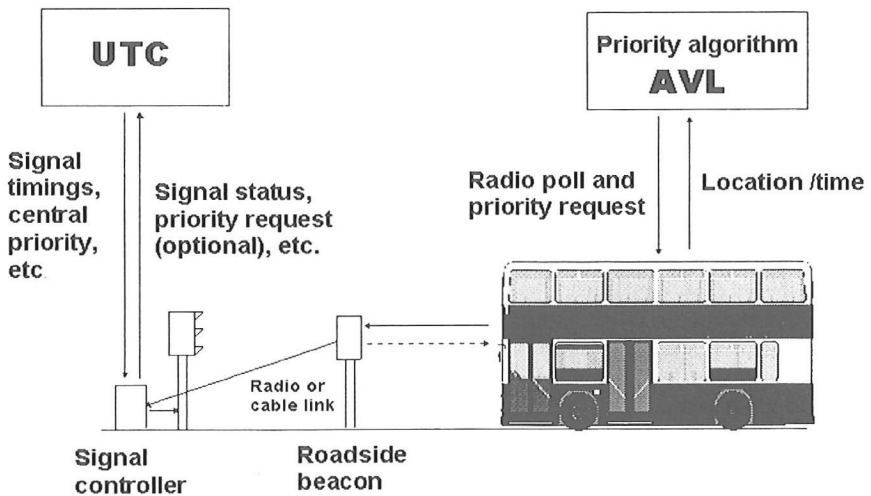 UTC
Priority algorithm
AVL
Signal
timings,
central
priority,
etc
Signal status,
priority request
(optional), etc.
Radio poll and
priority request
Location /time
Radio or
cable link
Signal
controller
Roadside
beacon